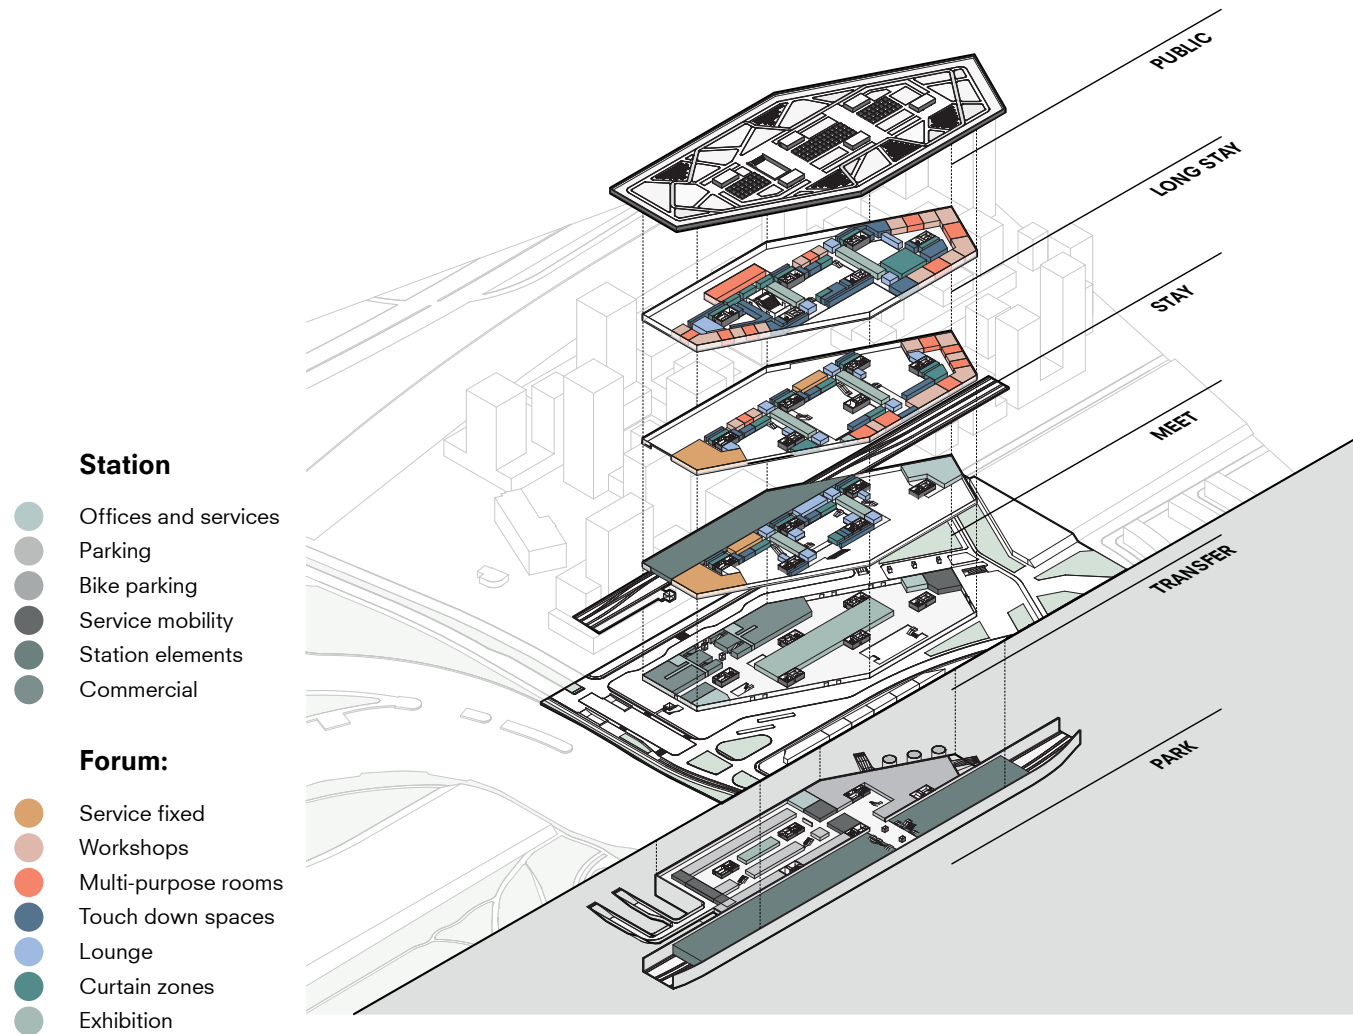 PUBLIC
LONG STAY
STAY
MEET
TRANSFER
PARK
Station
Offices and services
Parking
Bike parking
Service mobility
Station elements
Commercial
Forum:
Service fixed
Workshops
Multi-purpose rooms
Touch down spaces
Lounge
Curtain zones
Exhibition